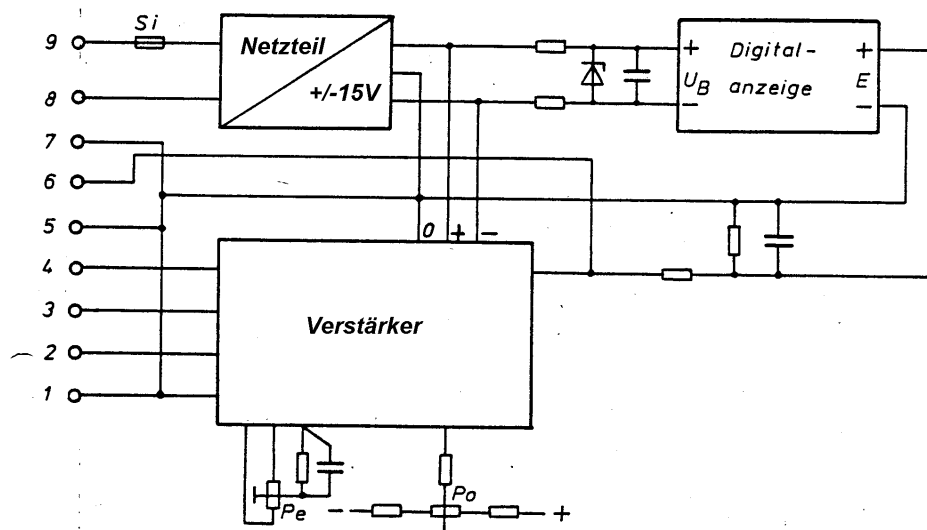 Si
9
Netzteil
+/-15V
8
+
-
U_B
Digital-
anzeige
+
E
-
7
6
5
0 + -
4
3
Verstärker
2
1
Pe
-
Po
+